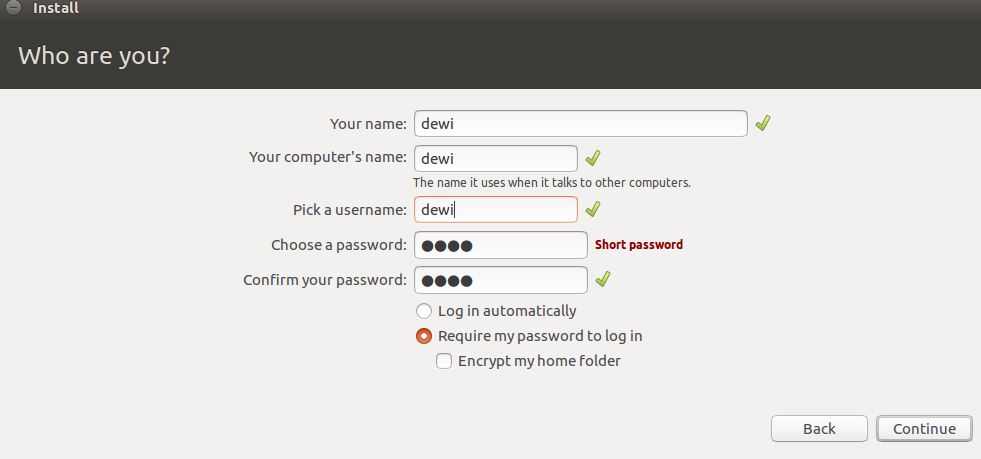 Install
Who are you?
Your name: dewi
Your computer's name: dewi
The name it uses when it talks to other computers.
Pick a username: dewi
Choose a password: ●●●● Short password
Confirm your password: ●●●●
Log in automatically
Require my password to log in
Encrypt my home folder
Back Continue